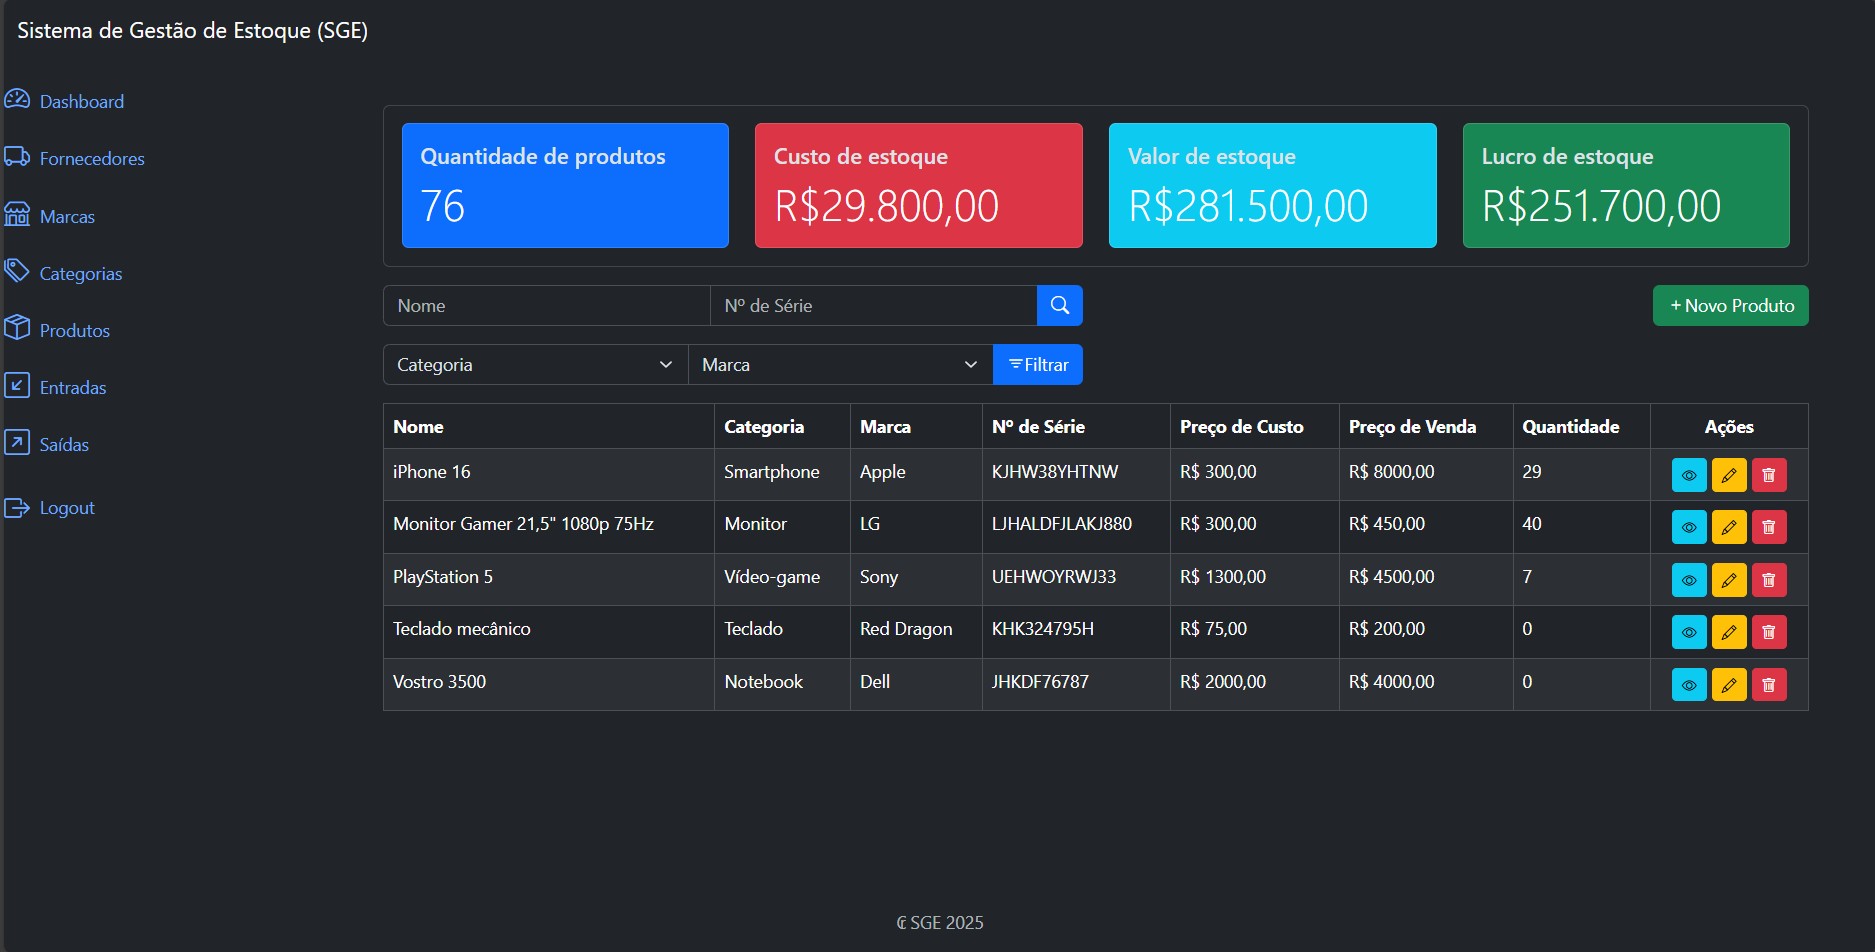 Sistema de Gestão de Estoque (SGE)
Dashboard
Fornecedores
Marcas
Categorias
Produtos
Entradas
Saídas
Logout
Quantidade de produtos
76
Custo de estoque
R$29.800,00
Valor de estoque
R$281.500,00
Lucro de estoque
R$251.700,00
Nome Nº de Série
+ Novo Produto
Categoria Marca Filtrar
Nome Categoria Marca Nº de Série Preço de Custo Preço de Venda Quantidade Ações
iPhone 16 Smartphone Apple KJHW38YHTNW R$ 300,00 R$ 8000,00 29
Monitor Gamer 21,5" 1080p 75Hz Monitor LG LJHALDFJLAKJ880 R$ 300,00 R$ 450,00 40
PlayStation 5 Vídeo-game Sony UEHWOYRWJ33 R$ 1300,00 R$ 4500,00 7
Teclado mecânico Teclado Red Dragon KHK324795H R$ 75,00 R$ 200,00 0
Vostro 3500 Notebook Dell JHKDF76787 R$ 2000,00 R$ 4000,00 0
₢ SGE 2025